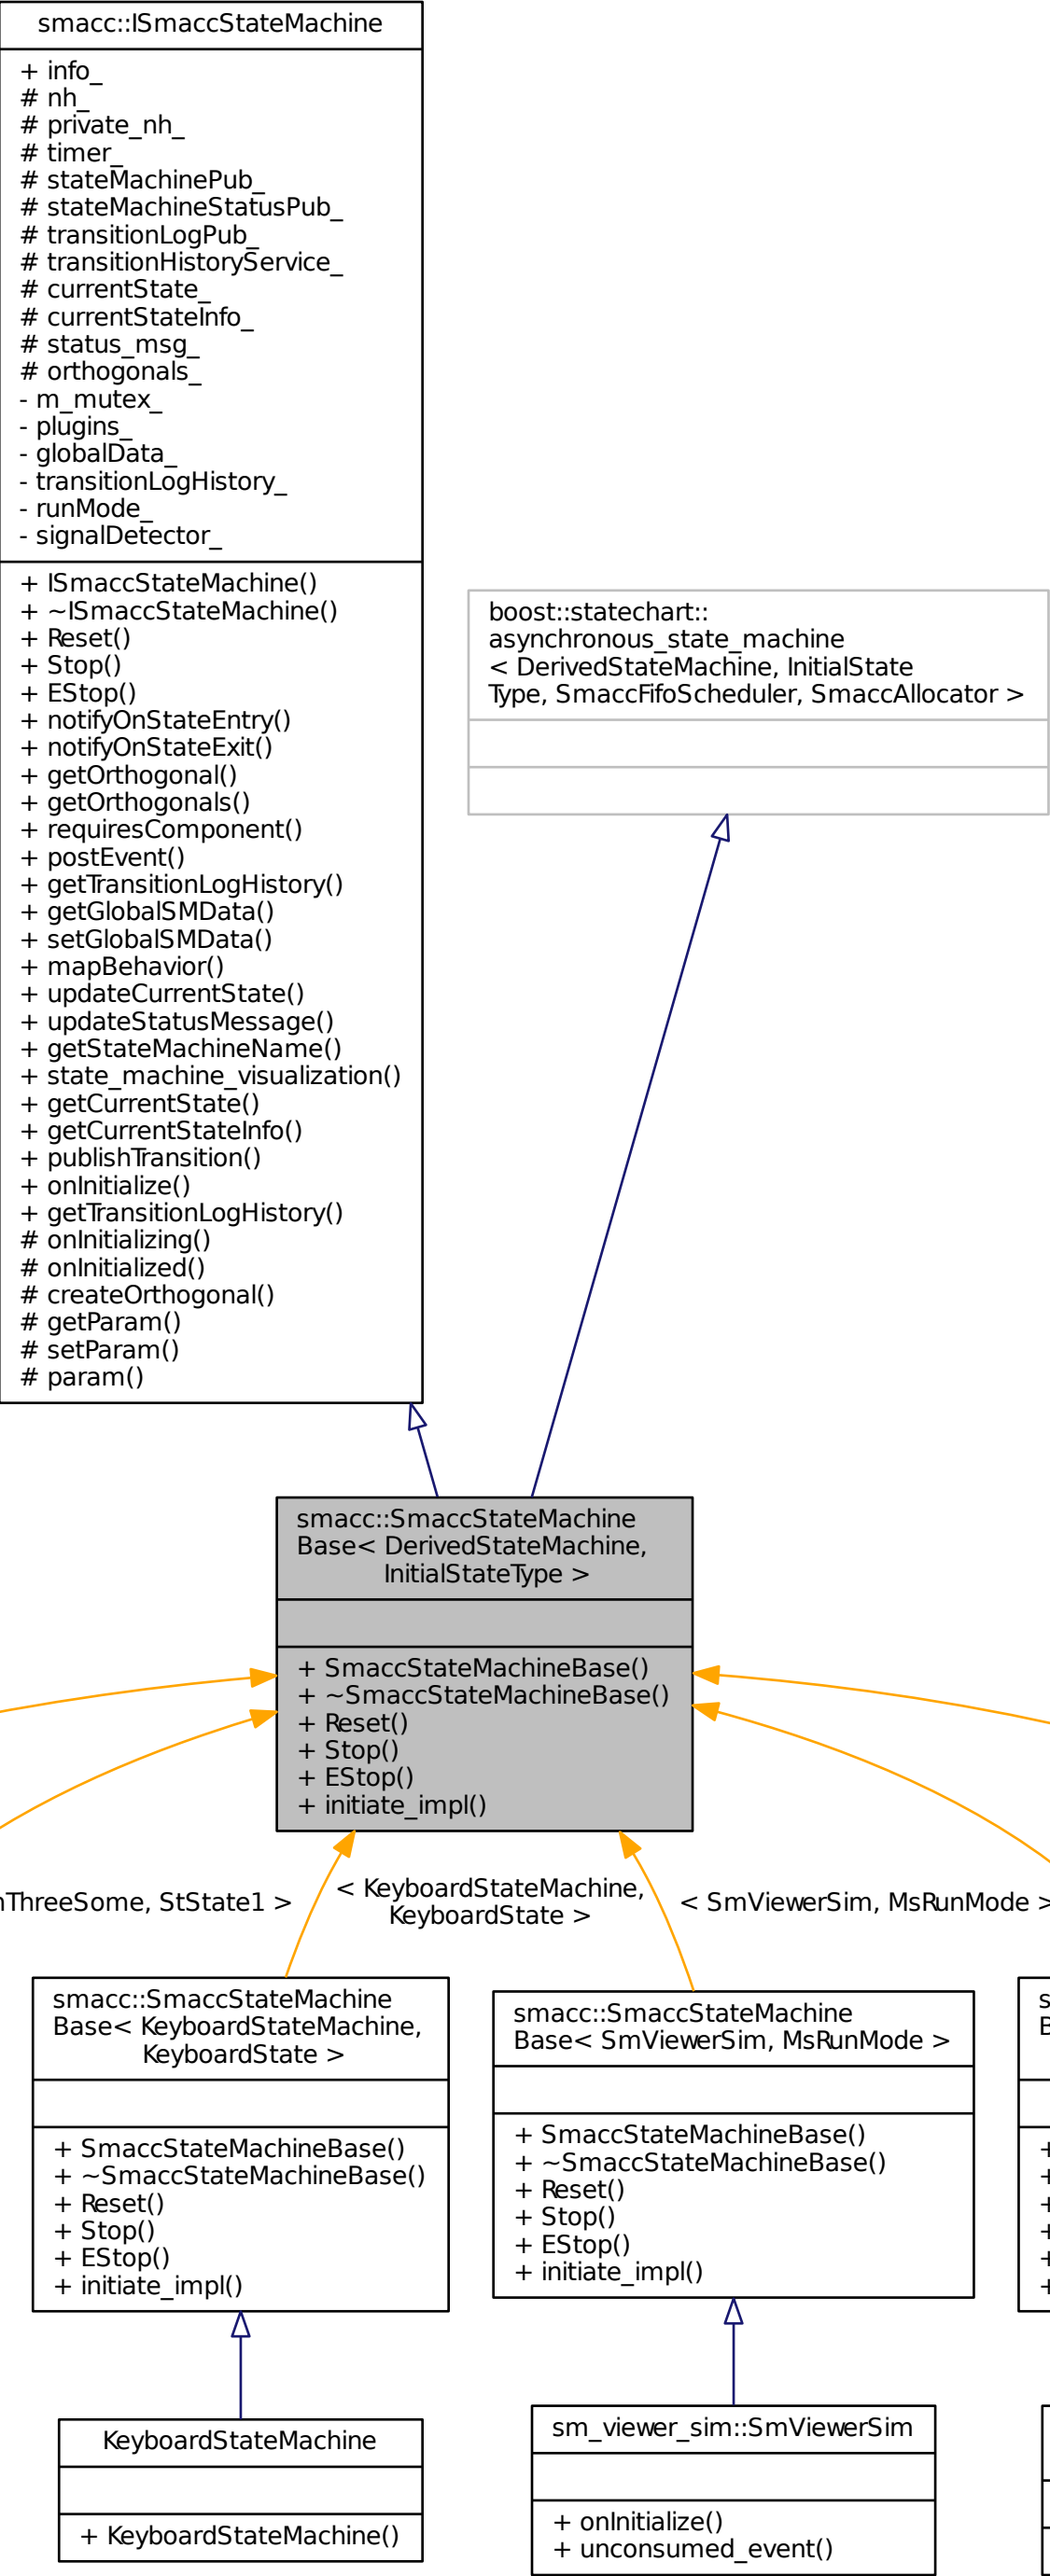 smacc::ISmaccStateMachine
+ info_
# nh_
# private_nh_
# timer_
# stateMachinePub_
# stateMachineStatusPub_
# transitionLogPub_
# transitionHistoryService_
# currentState_
# currentStateInfo_
# status_msg_
# orthogonals_
- m_mutex_
- plugins_
- globalData_
- transitionLogHistory_
- runMode_
- signalDetector_
+ ISmaccStateMachine()
+ ~ISmaccStateMachine()
+ Reset()
+ Stop()
+ EStop()
+ notifyOnStateEntry()
+ notifyOnStateExit()
+ getOrthogonal()
+ getOrthogonals()
+ requiresComponent()
+ postEvent()
+ getTransitionLogHistory()
+ getGlobalSMData()
+ setGlobalSMData()
+ mapBehavior()
+ updateCurrentState()
+ updateStatusMessage()
+ getStateMachineName()
+ state_machine_visualization()
+ getCurrentState()
+ getCurrentStateInfo()
+ publishTransition()
+ onInitialize()
+ getTransitionLogHistory()
# onInitializing()
# onInitialized()
# createOrthogonal()
# getParam()
# setParam()
# param()
boost::statechart::
asynchronous_state_machine
< DerivedStateMachine, InitialState
Type, SmaccFifoScheduler, SmaccAllocator >
smacc::SmaccStateMachine
Base< DerivedStateMachine,
InitialStateType >
+ SmaccStateMachineBase()
+ ~SmaccStateMachineBase()
+ Reset()
+ Stop()
+ EStop()
+ initiate_impl()
ThreeSome, StState1 >
< KeyboardStateMachine,
KeyboardState >
< SmViewerSim, MsRunMode >
smacc::SmaccStateMachine
Base< KeyboardStateMachine,
KeyboardState >
+ SmaccStateMachineBase()
+ ~SmaccStateMachineBase()
+ Reset()
+ Stop()
+ EStop()
+ initiate_impl()
smacc::SmaccStateMachine
Base< SmViewerSim, MsRunMode >
+ SmaccStateMachineBase()
+ ~SmaccStateMachineBase()
+ Reset()
+ Stop()
+ EStop()
+ initiate_impl()
KeyboardStateMachine
+ KeyboardStateMachine()
sm_viewer_sim::SmViewerSim
+ onInitialize()
+ unconsumed_event()